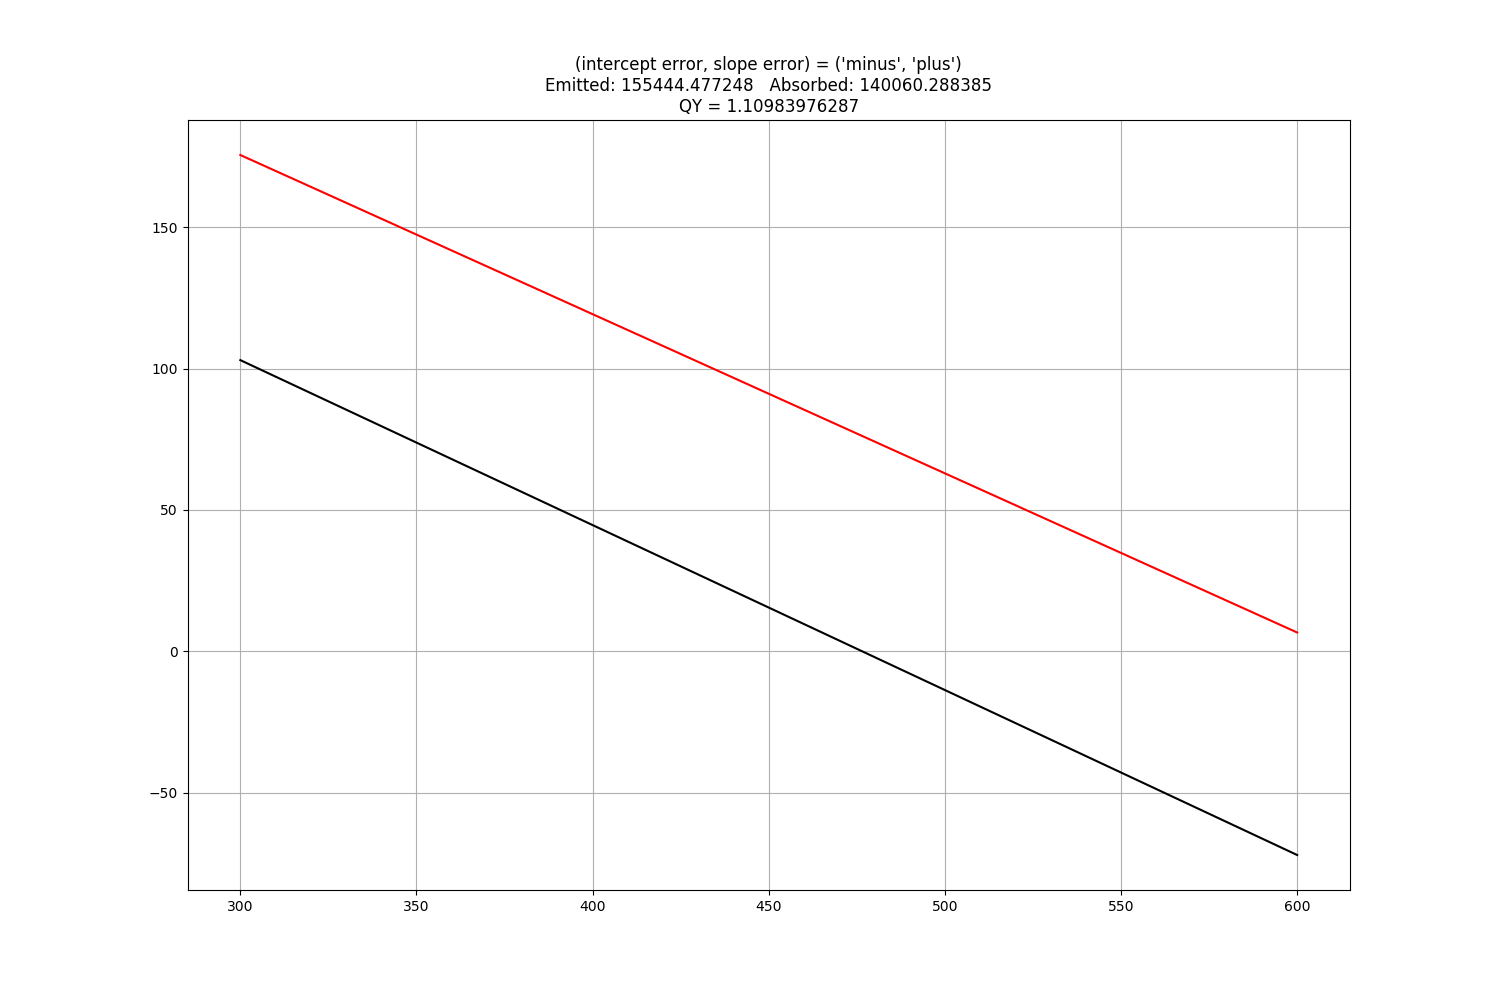 (intercept error, slope error) = ('minus', 'plus')
Emitted: 155444.477248   Absorbed: 140060.288385
QY = 1.10983976287
150
100
50
0
−50
300 350 400 450 500 550 600